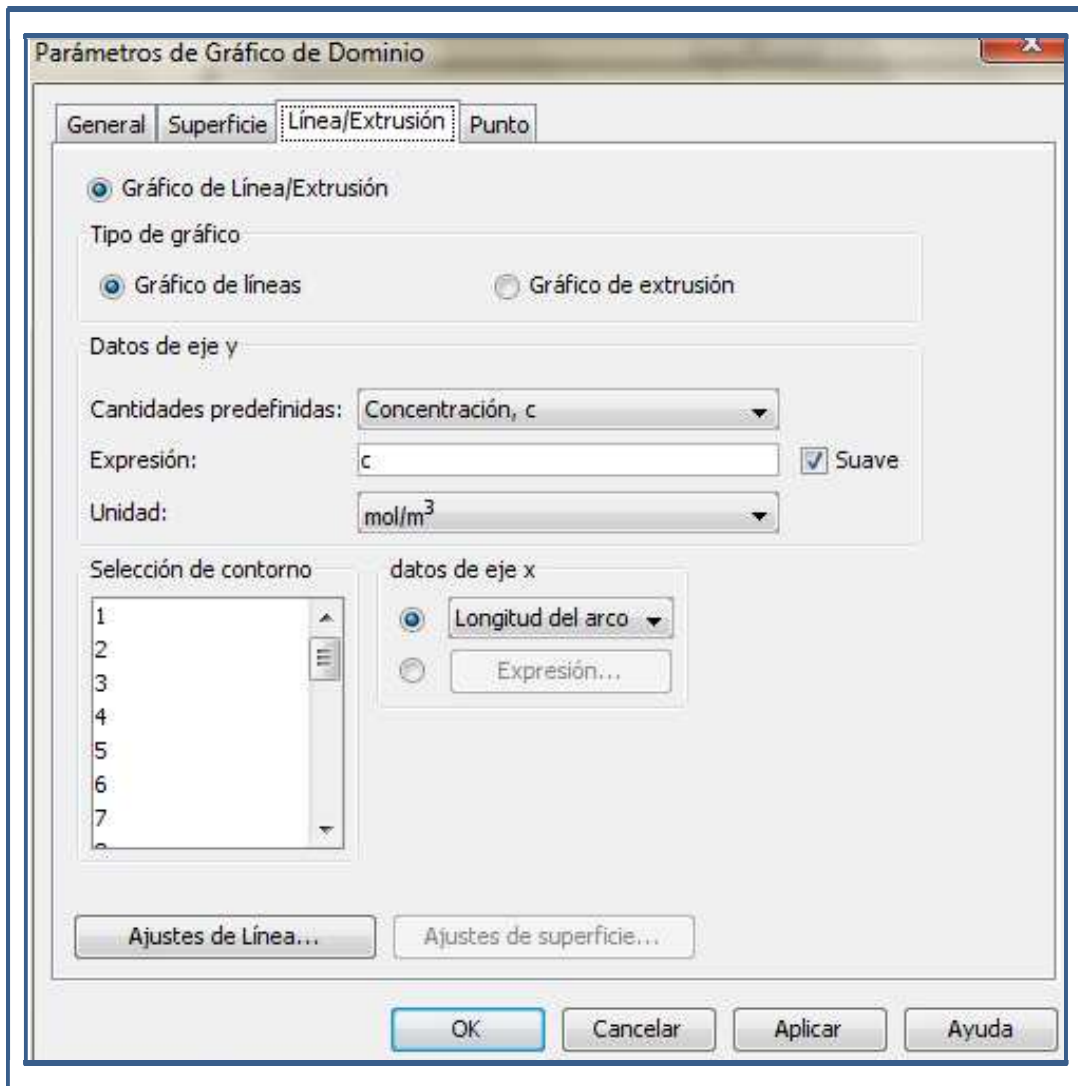 Parámetros de Gráfico de Dominio
General Superficie Línea/Extrusión Punto
Gráfico de Línea/Extrusión
Tipo de gráfico
Gráfico de líneas Gráfico de extrusión
Datos de eje y
Cantidades predefinidas: Concentración, c
Expresión: c Suave
Unidad: mol/m³
Selección de contorno datos de eje x
1
2
3
4
5
6
7
Longitud del arco
Expresión...
Ajustes de Línea... Ajustes de superficie...
OK Cancelar Aplicar Ayuda